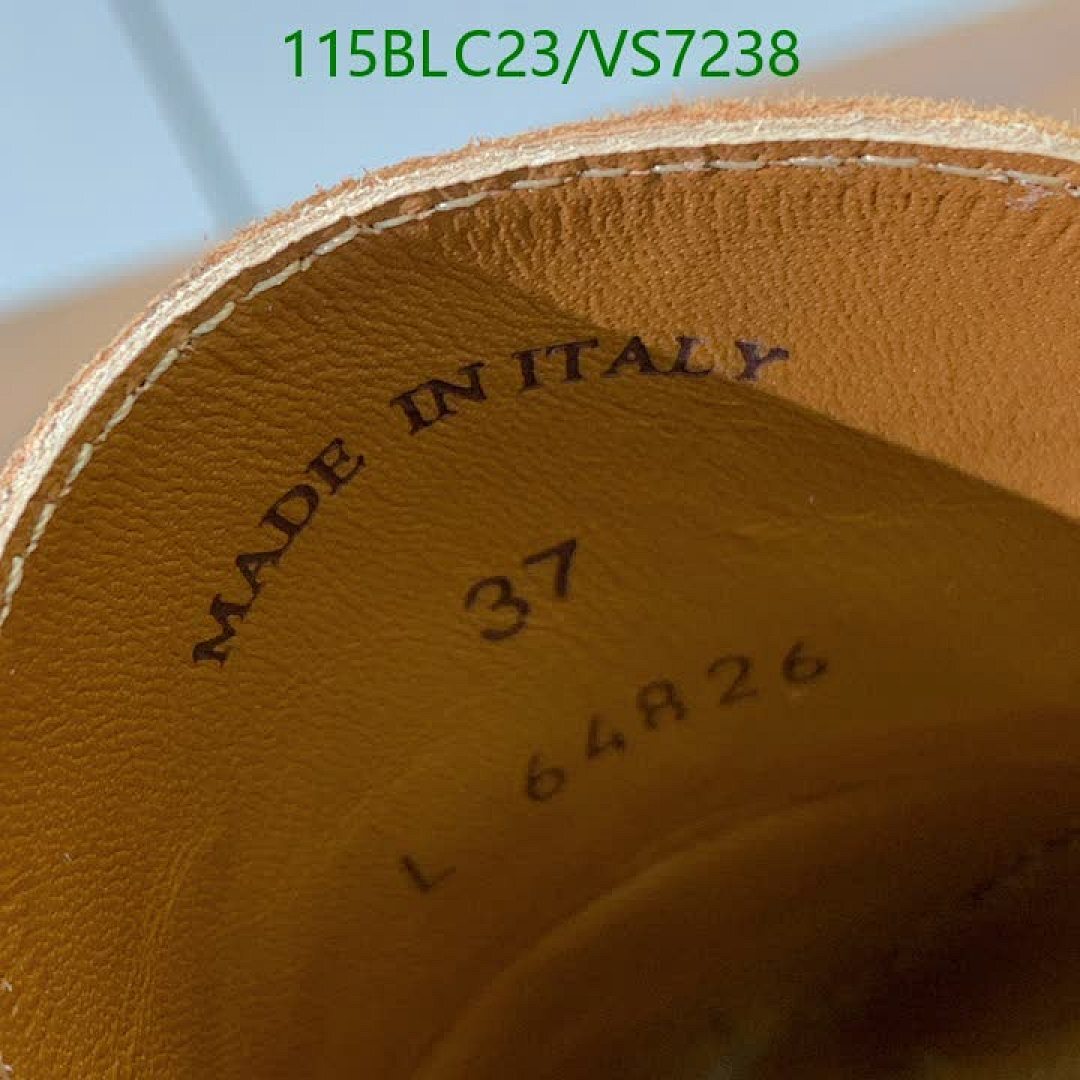 115BLC23/VS7238
MADE IN ITALY
37
64826
L